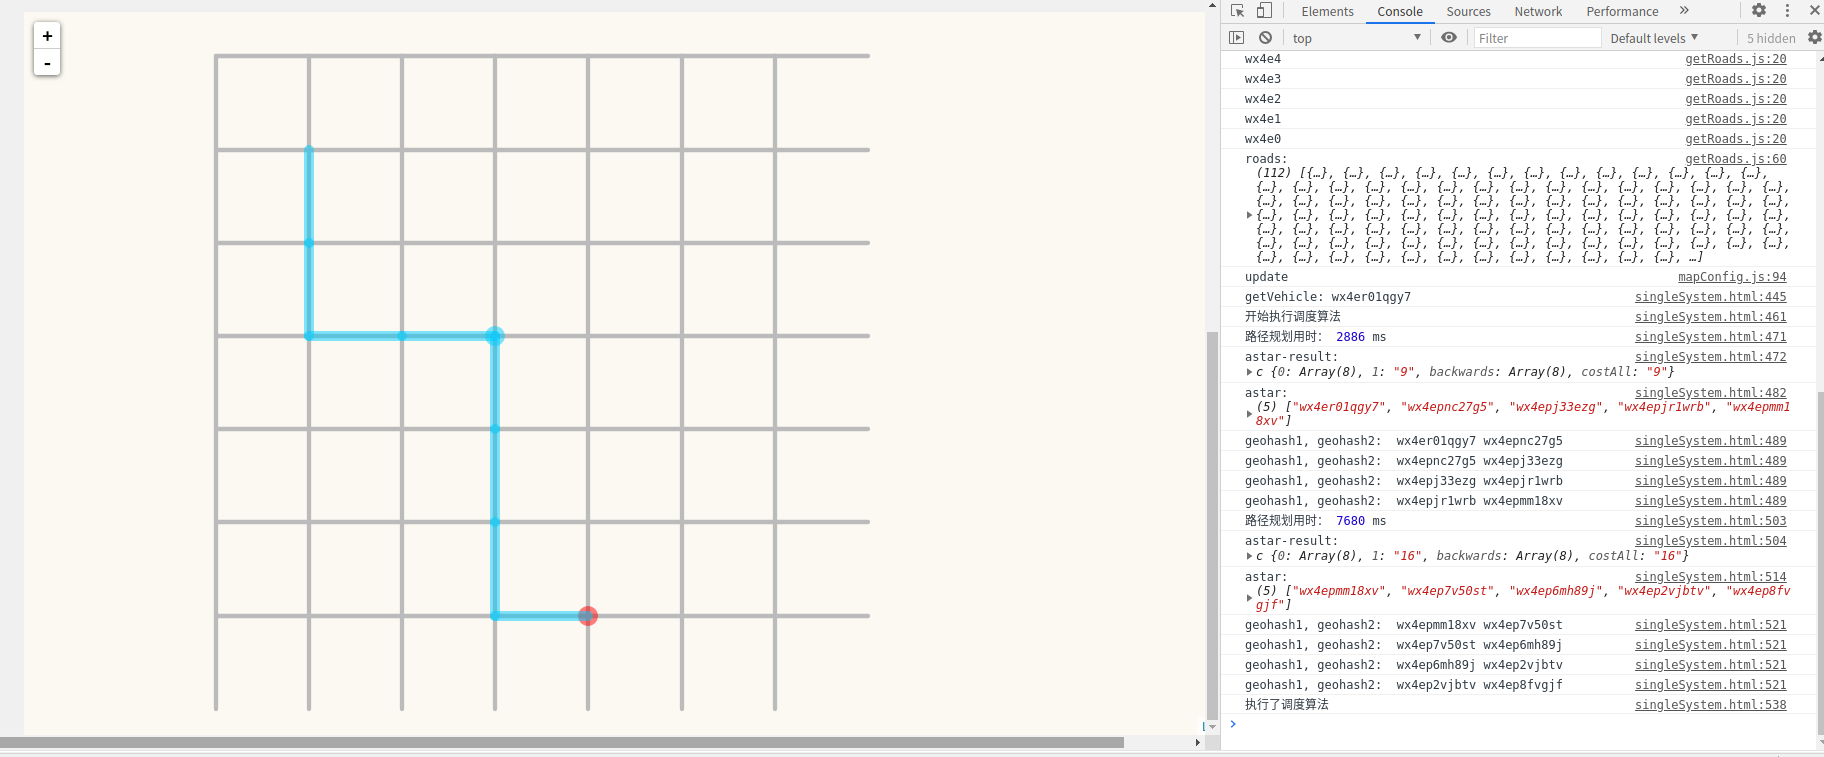 +
-
Elements Console Sources Network Performance »
top Filter Default levels 5 hidden
wx4e4 getRoads.js:20
wx4e3 getRoads.js:20
wx4e2 getRoads.js:20
wx4e1 getRoads.js:20
wx4e0 getRoads.js:20
roads: getRoads.js:60
(112) [{…}, {…}, {…}, {…}, {…}, {…}, {…}, {…}, {…}, {…}, {…}, {…}, {…},
{…}, {…}, {…}, {…}, {…}, {…}, {…}, {…}, {…}, {…}, {…}, {…}, {…}, {…}, {…},
{…}, {…}, {…}, {…}, {…}, {…}, {…}, {…}, {…}, {…}, {…}, {…}, {…}, {…}, {…},
{…}, {…}, {…}, {…}, {…}, {…}, {…}, {…}, {…}, {…}, {…}, {…}, {…}, {…}, {…},
{…}, {…}, {…}, {…}, {…}, {…}, {…}, {…}, {…}, {…}, {…}, {…}, {…}, {…}, {…},
{…}, {…}, {…}, {…}, {…}, {…}, {…}, {…}, {…}, {…}, {…}, {…}, {…}, {…}, {…},
{…}, {…}, {…}, {…}, {…}, {…}, {…}, {…}, {…}, {…}, {…}, {…}, …]
update mapConfig.js:94
getVehicle: wx4er01qgy7 singleSystem.html:445
开始执行调度算法 singleSystem.html:461
路径规划用时： 2886 ms singleSystem.html:471
astar-result: singleSystem.html:472
c {0: Array(8), 1: "9", backwards: Array(8), costAll: "9"}
astar: singleSystem.html:482
(5) ["wx4er01qgy7", "wx4epnc27g5", "wx4epj33ezg", "wx4epjr1wrb", "wx4epmm1
8xv"]
geohash1, geohash2: wx4er01qgy7 wx4epnc27g5 singleSystem.html:489
geohash1, geohash2: wx4epnc27g5 wx4epj33ezg singleSystem.html:489
geohash1, geohash2: wx4epj33ezg wx4epjr1wrb singleSystem.html:489
geohash1, geohash2: wx4epjr1wrb wx4epmm18xv singleSystem.html:489
路径规划用时： 7680 ms singleSystem.html:503
astar-result: singleSystem.html:504
c {0: Array(8), 1: "16", backwards: Array(8), costAll: "16"}
astar: singleSystem.html:514
(5) ["wx4epmm18xv", "wx4ep7v50st", "wx4ep6mh89j", "wx4ep2vjbtv", "wx4ep8fv
gjf"]
geohash1, geohash2: wx4epmm18xv wx4ep7v50st singleSystem.html:521
geohash1, geohash2: wx4ep7v50st wx4ep6mh89j singleSystem.html:521
geohash1, geohash2: wx4ep6mh89j wx4ep2vjbtv singleSystem.html:521
geohash1, geohash2: wx4ep2vjbtv wx4ep8fvgjf singleSystem.html:521
执行了调度算法 singleSystem.html:538